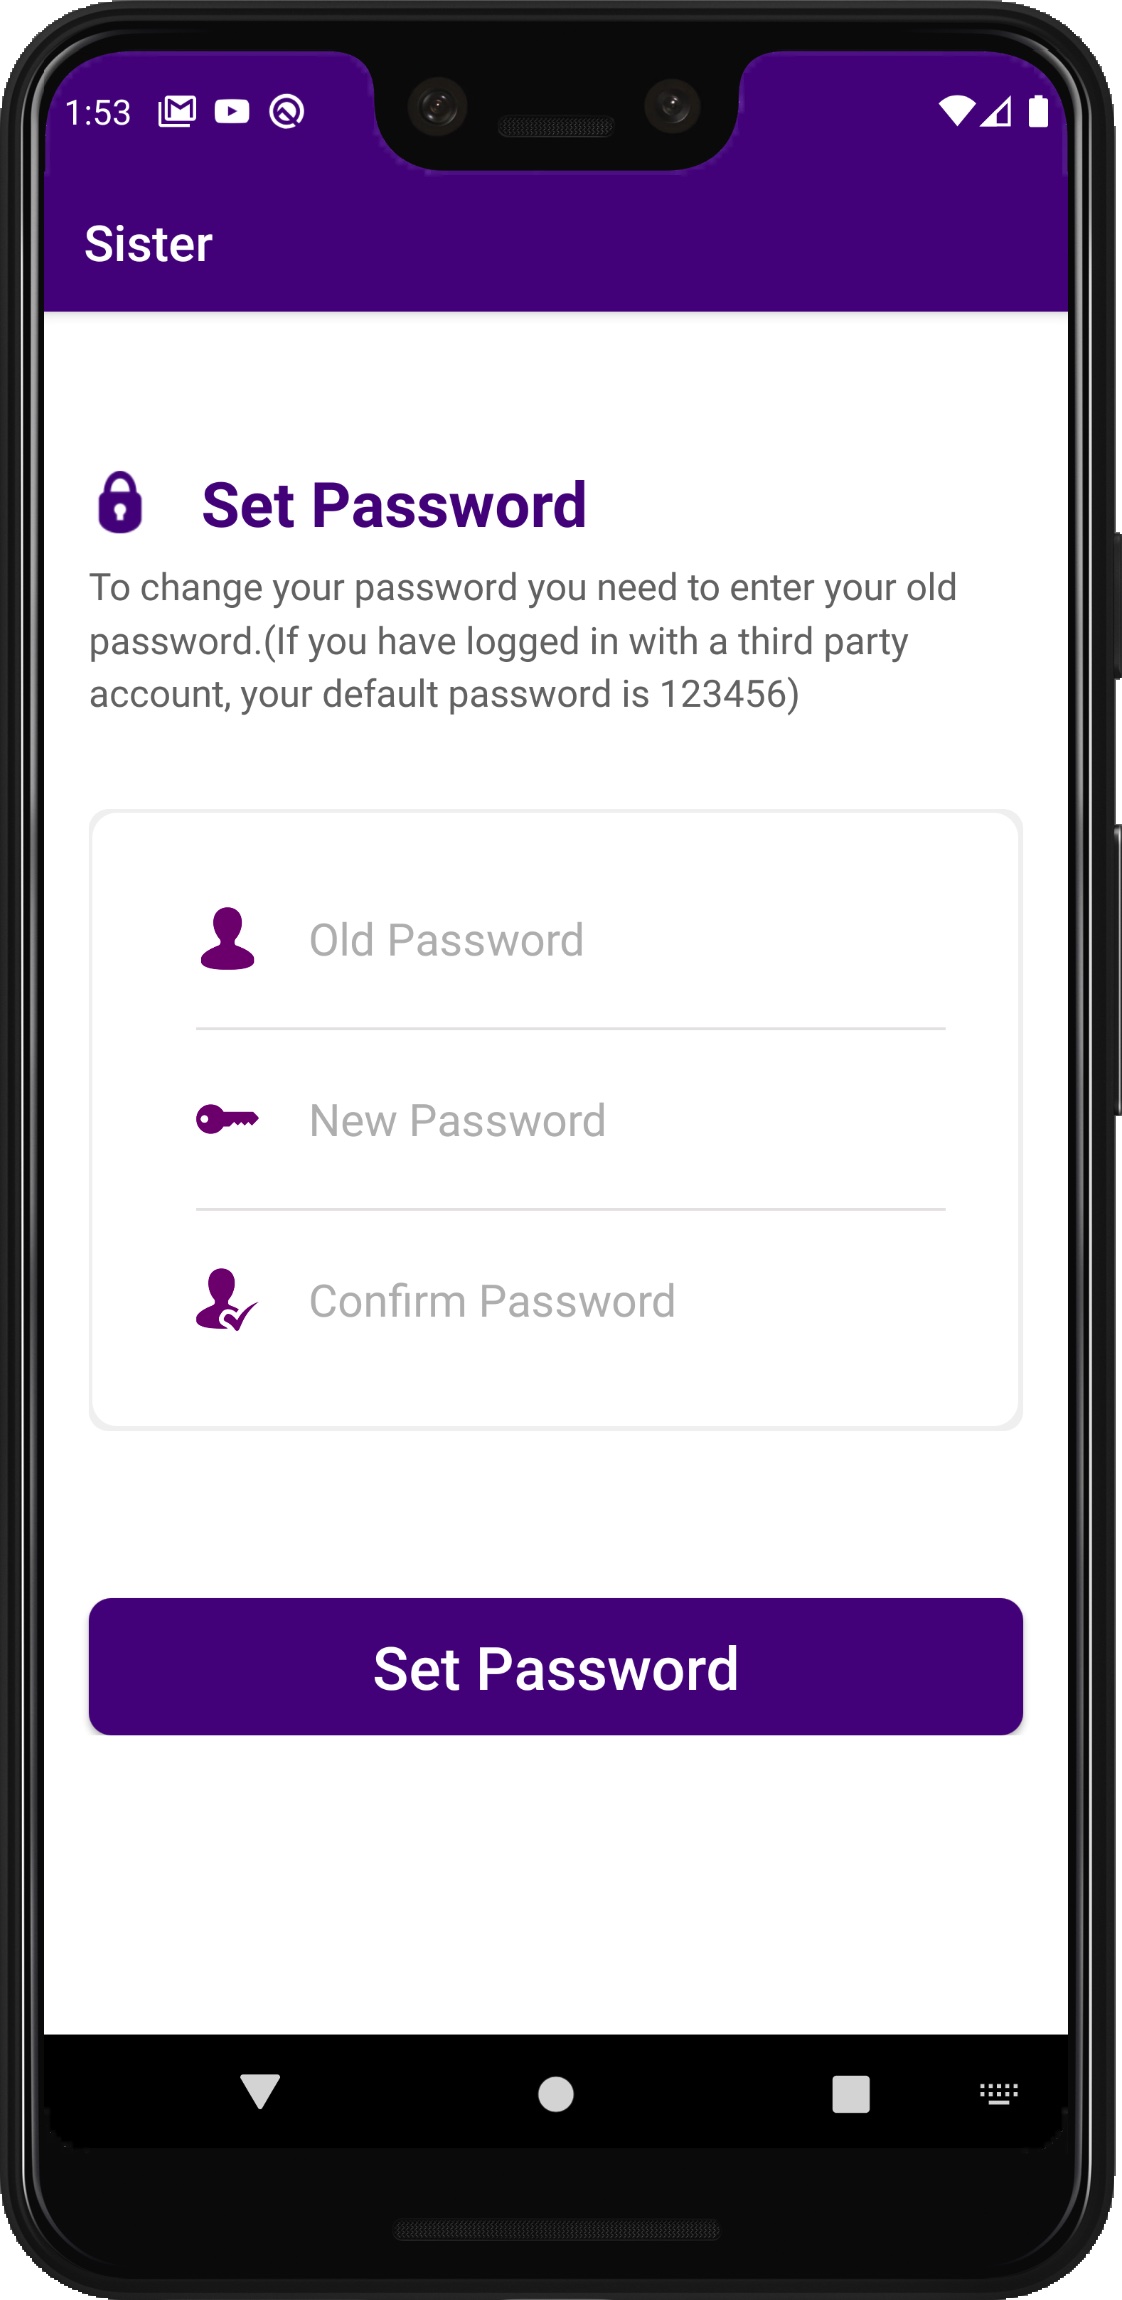 1:53
Sister
Set Password
To change your password you need to enter your old
password.(If you have logged in with a third party
account, your default password is 123456)
Old Password
New Password
Confirm Password
Set Password